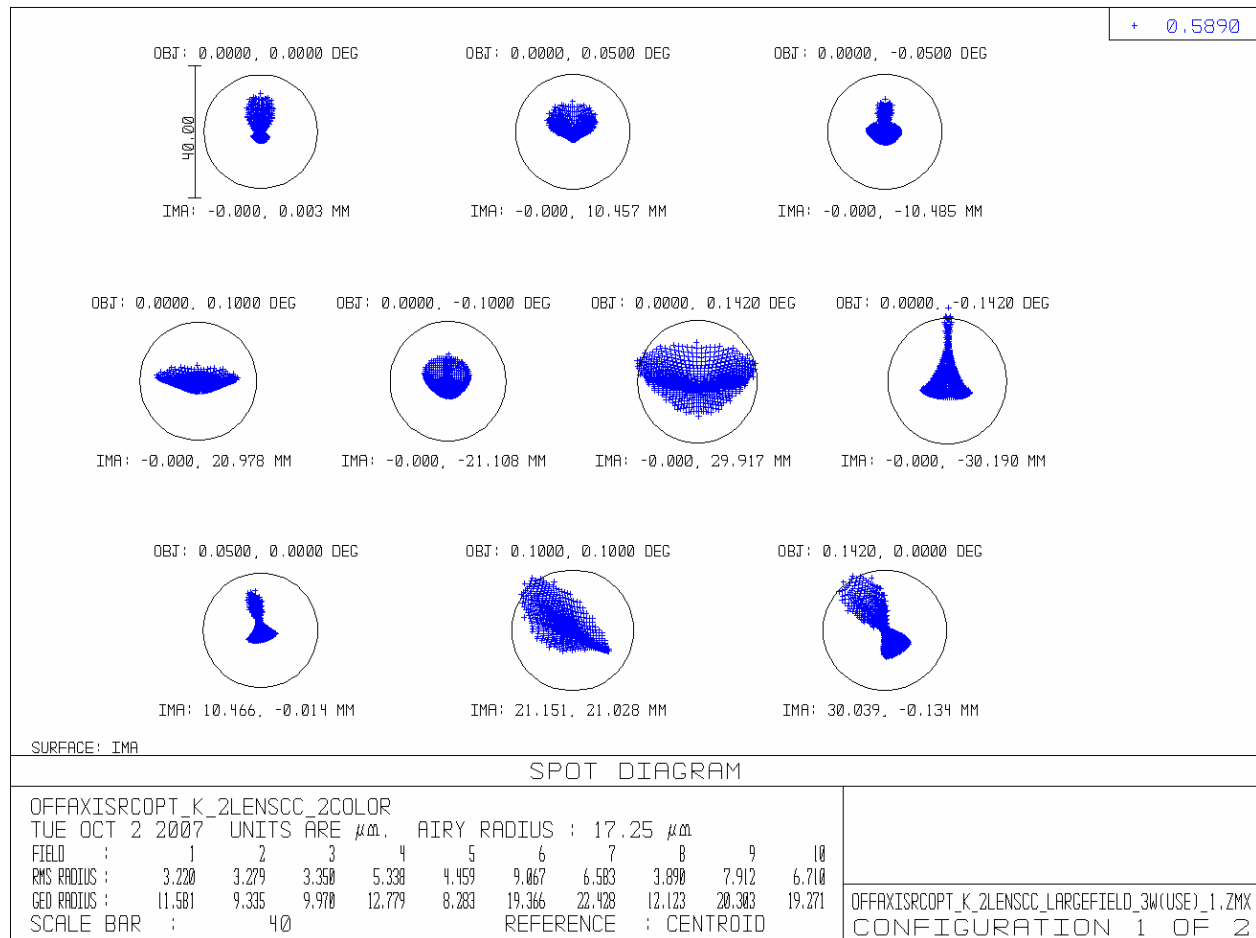 + 0.5890
OBJ: 0.0000, 0.0000 DEG
OBJ: 0.0000, 0.0500 DEG
OBJ: 0.0000, -0.0500 DEG
40.00
IMA: -0.000, 0.003 MM
IMA: -0.000, 10.457 MM
IMA: -0.000, -10.485 MM
OBJ: 0.0000, 0.1000 DEG
OBJ: 0.0000, -0.1000 DEG
OBJ: 0.0000, 0.1420 DEG
OBJ: 0.0000, -0.1420 DEG
IMA: -0.000, 20.978 MM
IMA: -0.000, -21.108 MM
IMA: -0.000, 29.917 MM
IMA: -0.000, -30.190 MM
OBJ: 0.0500, 0.0000 DEG
OBJ: 0.1000, 0.1000 DEG
OBJ: 0.1420, 0.0000 DEG
IMA: 10.466, -0.014 MM
IMA: 21.151, 21.028 MM
IMA: 30.039, -0.134 MM
SURFACE: IMA
SPOT DIAGRAM
OFFAXISRCOPT_K_2LENSCC_2COLOR
TUE OCT 2 2007 UNITS ARE µm. AIRY RADIUS : 17.25 µm
FIELD : 1 2 3 4 5 6 7 8 9 10
RMS RADIUS : 3.220 3.279 3.350 5.338 4.459 9.067 6.583 3.890 7.912 6.710
GEO RADIUS : 11.581 9.335 9.970 12.779 8.283 19.366 22.428 12.123 20.303 19.271
SCALE BAR : 40 REFERENCE : CENTROID
OFFAXISRCOPT_K_2LENSCC_LARGEFIELD_3W(USE)_1.ZMX
CONFIGURATION 1 OF 2